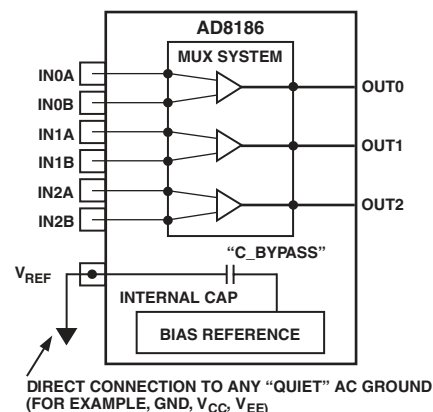 AD8186
MUX SYSTEM
IN0A
IN0B
IN1A
IN1B
IN2A
IN2B
OUT0
OUT1
OUT2
"C_BYPASS"
VREF
INTERNAL CAP
BIAS REFERENCE
DIRECT CONNECTION TO ANY "QUIET" AC GROUND
(FOR EXAMPLE, GND, VCC, VEE)